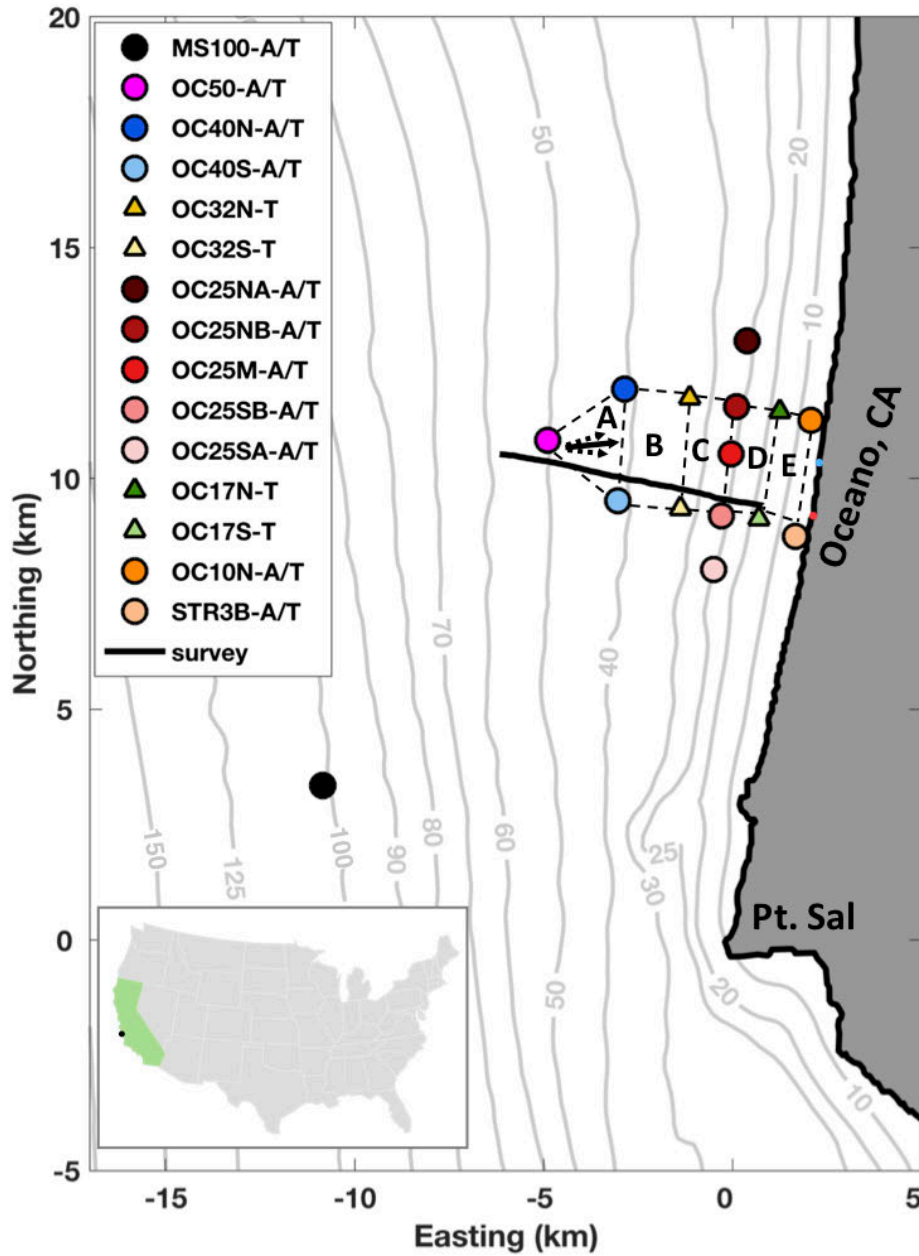 20
15
10
5
0
-5
Northing (km)
-15
-10
-5
0
5
Easting (km)
MS100-A/T
OC50-A/T
OC40N-A/T
OC40S-A/T
OC32N-T
OC32S-T
OC25NA-A/T
OC25NB-A/T
OC25M-A/T
OC25SB-A/T
OC25SA-A/T
OC17N-T
OC17S-T
OC10N-A/T
STR3B-A/T
survey
50
20
10
A
B
C
D
E
Oceano, CA
70
40
150
125
100
90
80
60
25
30
Pt. Sal
50
20
10